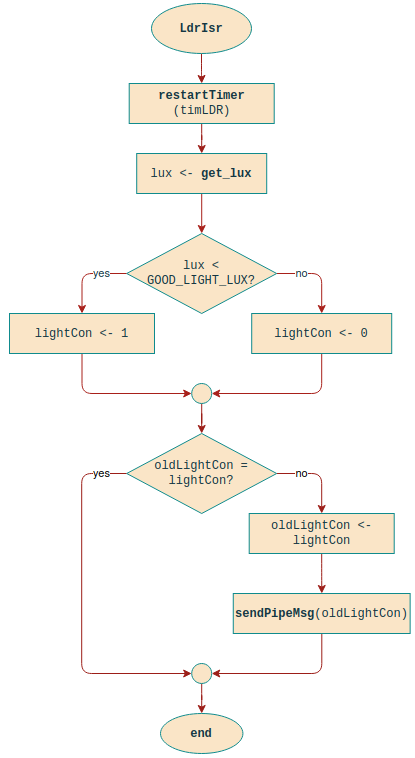 LdrIsr
restartTimer
(timLDR)
lux <- get_lux
lux <
GOOD_LIGHT_LUX?
yes
no
lightCon <- 1
lightCon <- 0
oldLightCon =
lightCon?
yes
no
oldLightCon <-
lightCon
sendPipeMsg(oldLightCon)
end